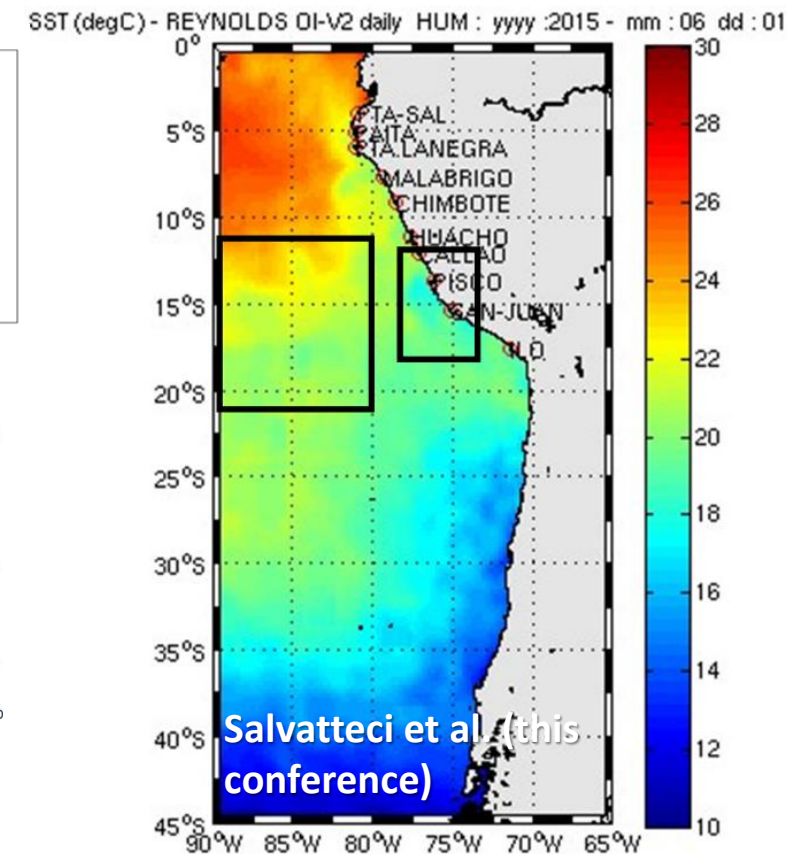 SST (degC) - REYNOLDS OI-V2 daily HUM : yyyy :2015 - mm : 06 dd : 01
0°
5°S
10°S
15°S
20°S
25°S
30°S
35°S
40°S
45°S
PTA-SAL
PAITA
PTA.LANEGRA
MALABRIGO
CHIMBOTE
HUACHO
CALLAO
PISCO
SAN-JUAN
ILO
30
28
26
24
22
20
18
16
14
12
10
Salvatteci et al. (this
conference)
90°W 85°W 80°W 75°W 70°W 65°W